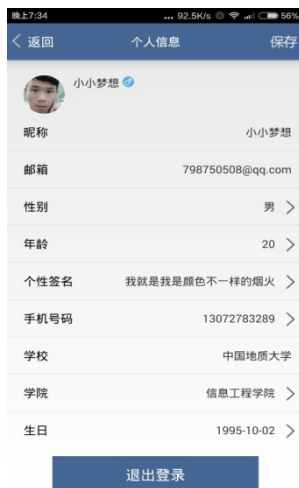 晚上7:34 ... 92.5K/s 56%
返回 个人信息 保存
小小梦想
昵称 小小梦想
邮箱 798750508@qq.com
性别 男
年龄 20
个性签名 我就是我是颜色不一样的烟火
手机号码 13072783289
学校 中国地质大学
学院 信息工程学院
生日 1995-10-02
退出登录